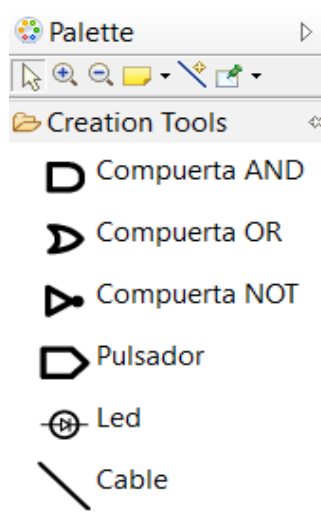 Palette
Creation Tools
Compuerta AND
Compuerta OR
Compuerta NOT
Pulsador
Led
Cable